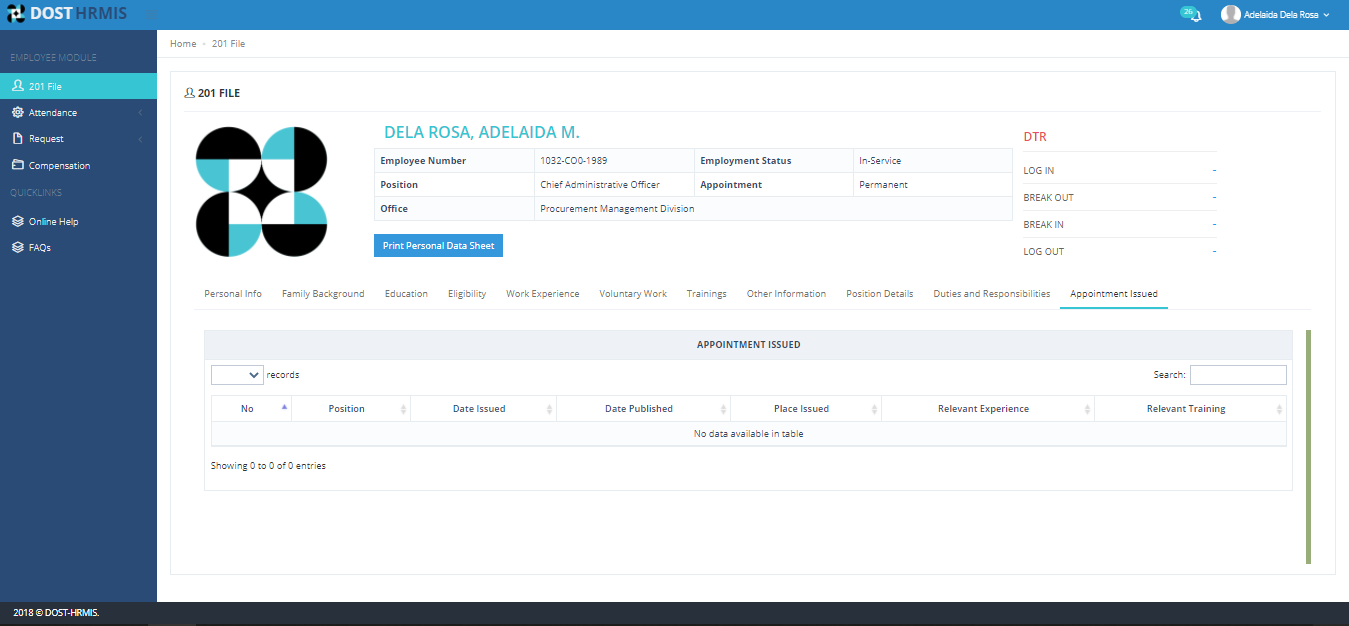 DOST HRMIS
26
Adelaida Dela Rosa
EMPLOYEE MODULE
201 File
Attendance
Request
Compensation
QUICKLINKS
Online Help
FAQs
Home 201 File
201 FILE
DELA ROSA, ADELAIDA M.
Employee Number 1032-CO0-1989 Employment Status In-Service
Position Chief Administrative Officer Appointment Permanent
Office Procurement Management Division
Print Personal Data Sheet
DTR
LOG IN -
BREAK OUT -
BREAK IN -
LOG OUT -
Personal Info Family Background Education Eligibility Work Experience Voluntary Work Trainings Other Information Position Details Duties and Responsibilities Appointment Issued
APPOINTMENT ISSUED
records Search:
No Position Date Issued Date Published Place Issued Relevant Experience Relevant Training
No data available in table
Showing 0 to 0 of 0 entries
2018 © DOST-HRMIS.